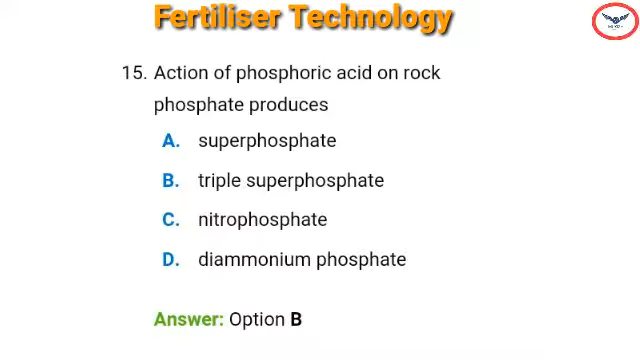 Fertiliser Technology
15. Action of phosphoric acid on rock
phosphate produces
A. superphosphate
B. triple superphosphate
C. nitrophosphate
D. diammonium phosphate
Answer: Option B